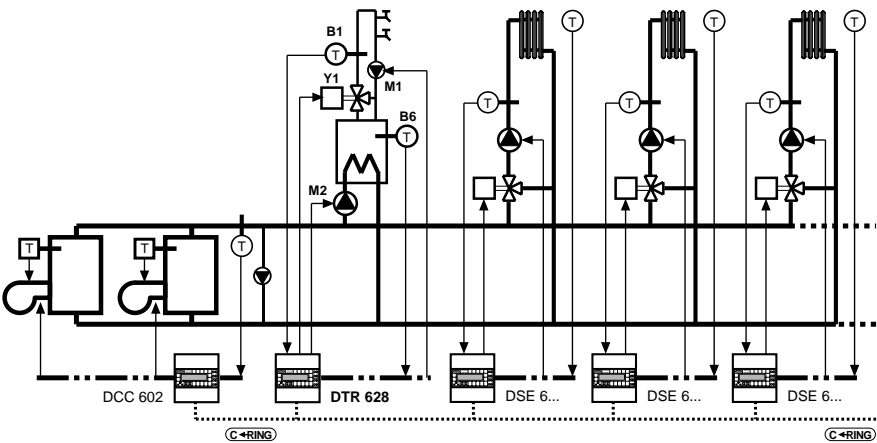 T T T
B1
T
Y1
M1
B6
T T T
T
M2
T T T
DCC 602 DTR 628 DSE 6... DSE 6... DSE 6...
C RING C RING